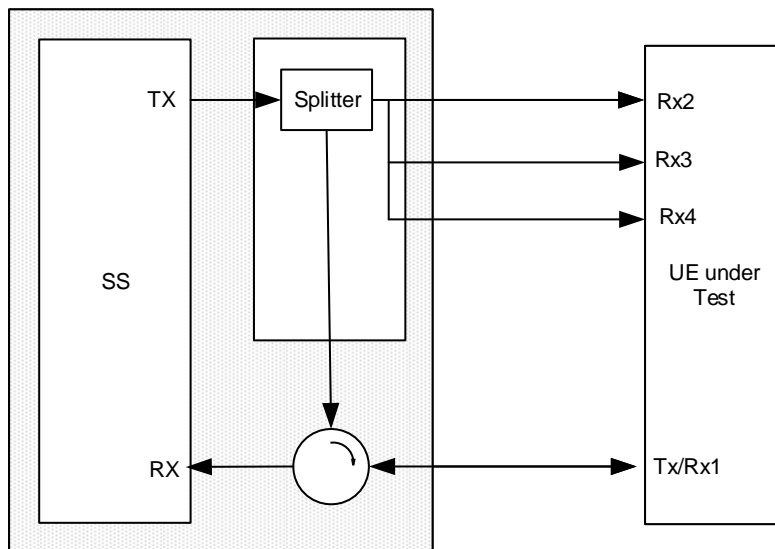 TX
Splitter
Rx2
Rx3
Rx4
SS
UE under
Test
RX
Tx/Rx1